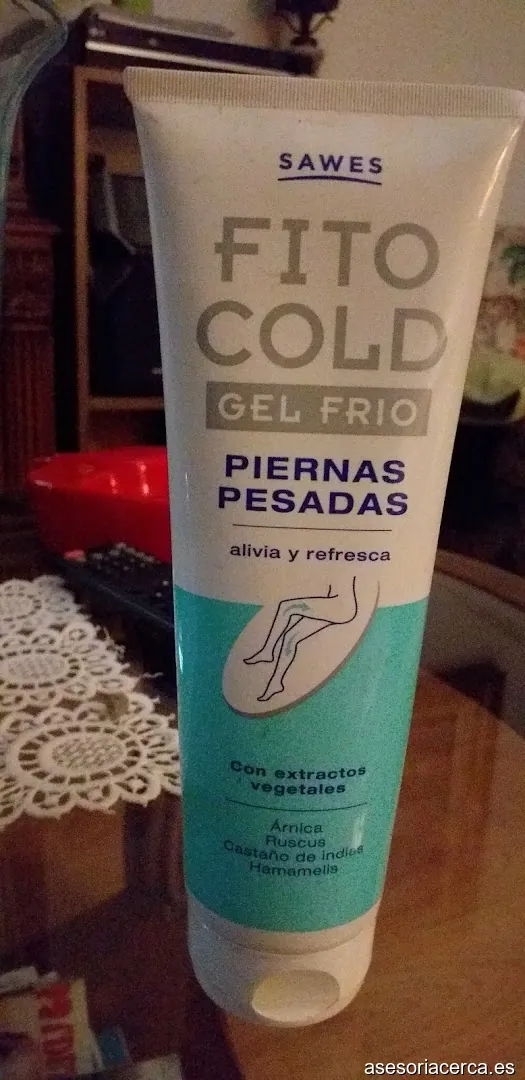 SAWES
FITO
COLD
GEL FRIO
PIERNAS
PESADAS
alivia y refresca
Con extractos
vegetales
Árnica
Ruscus
Castaño de indias
Hamamelis
asesoriacerca.es